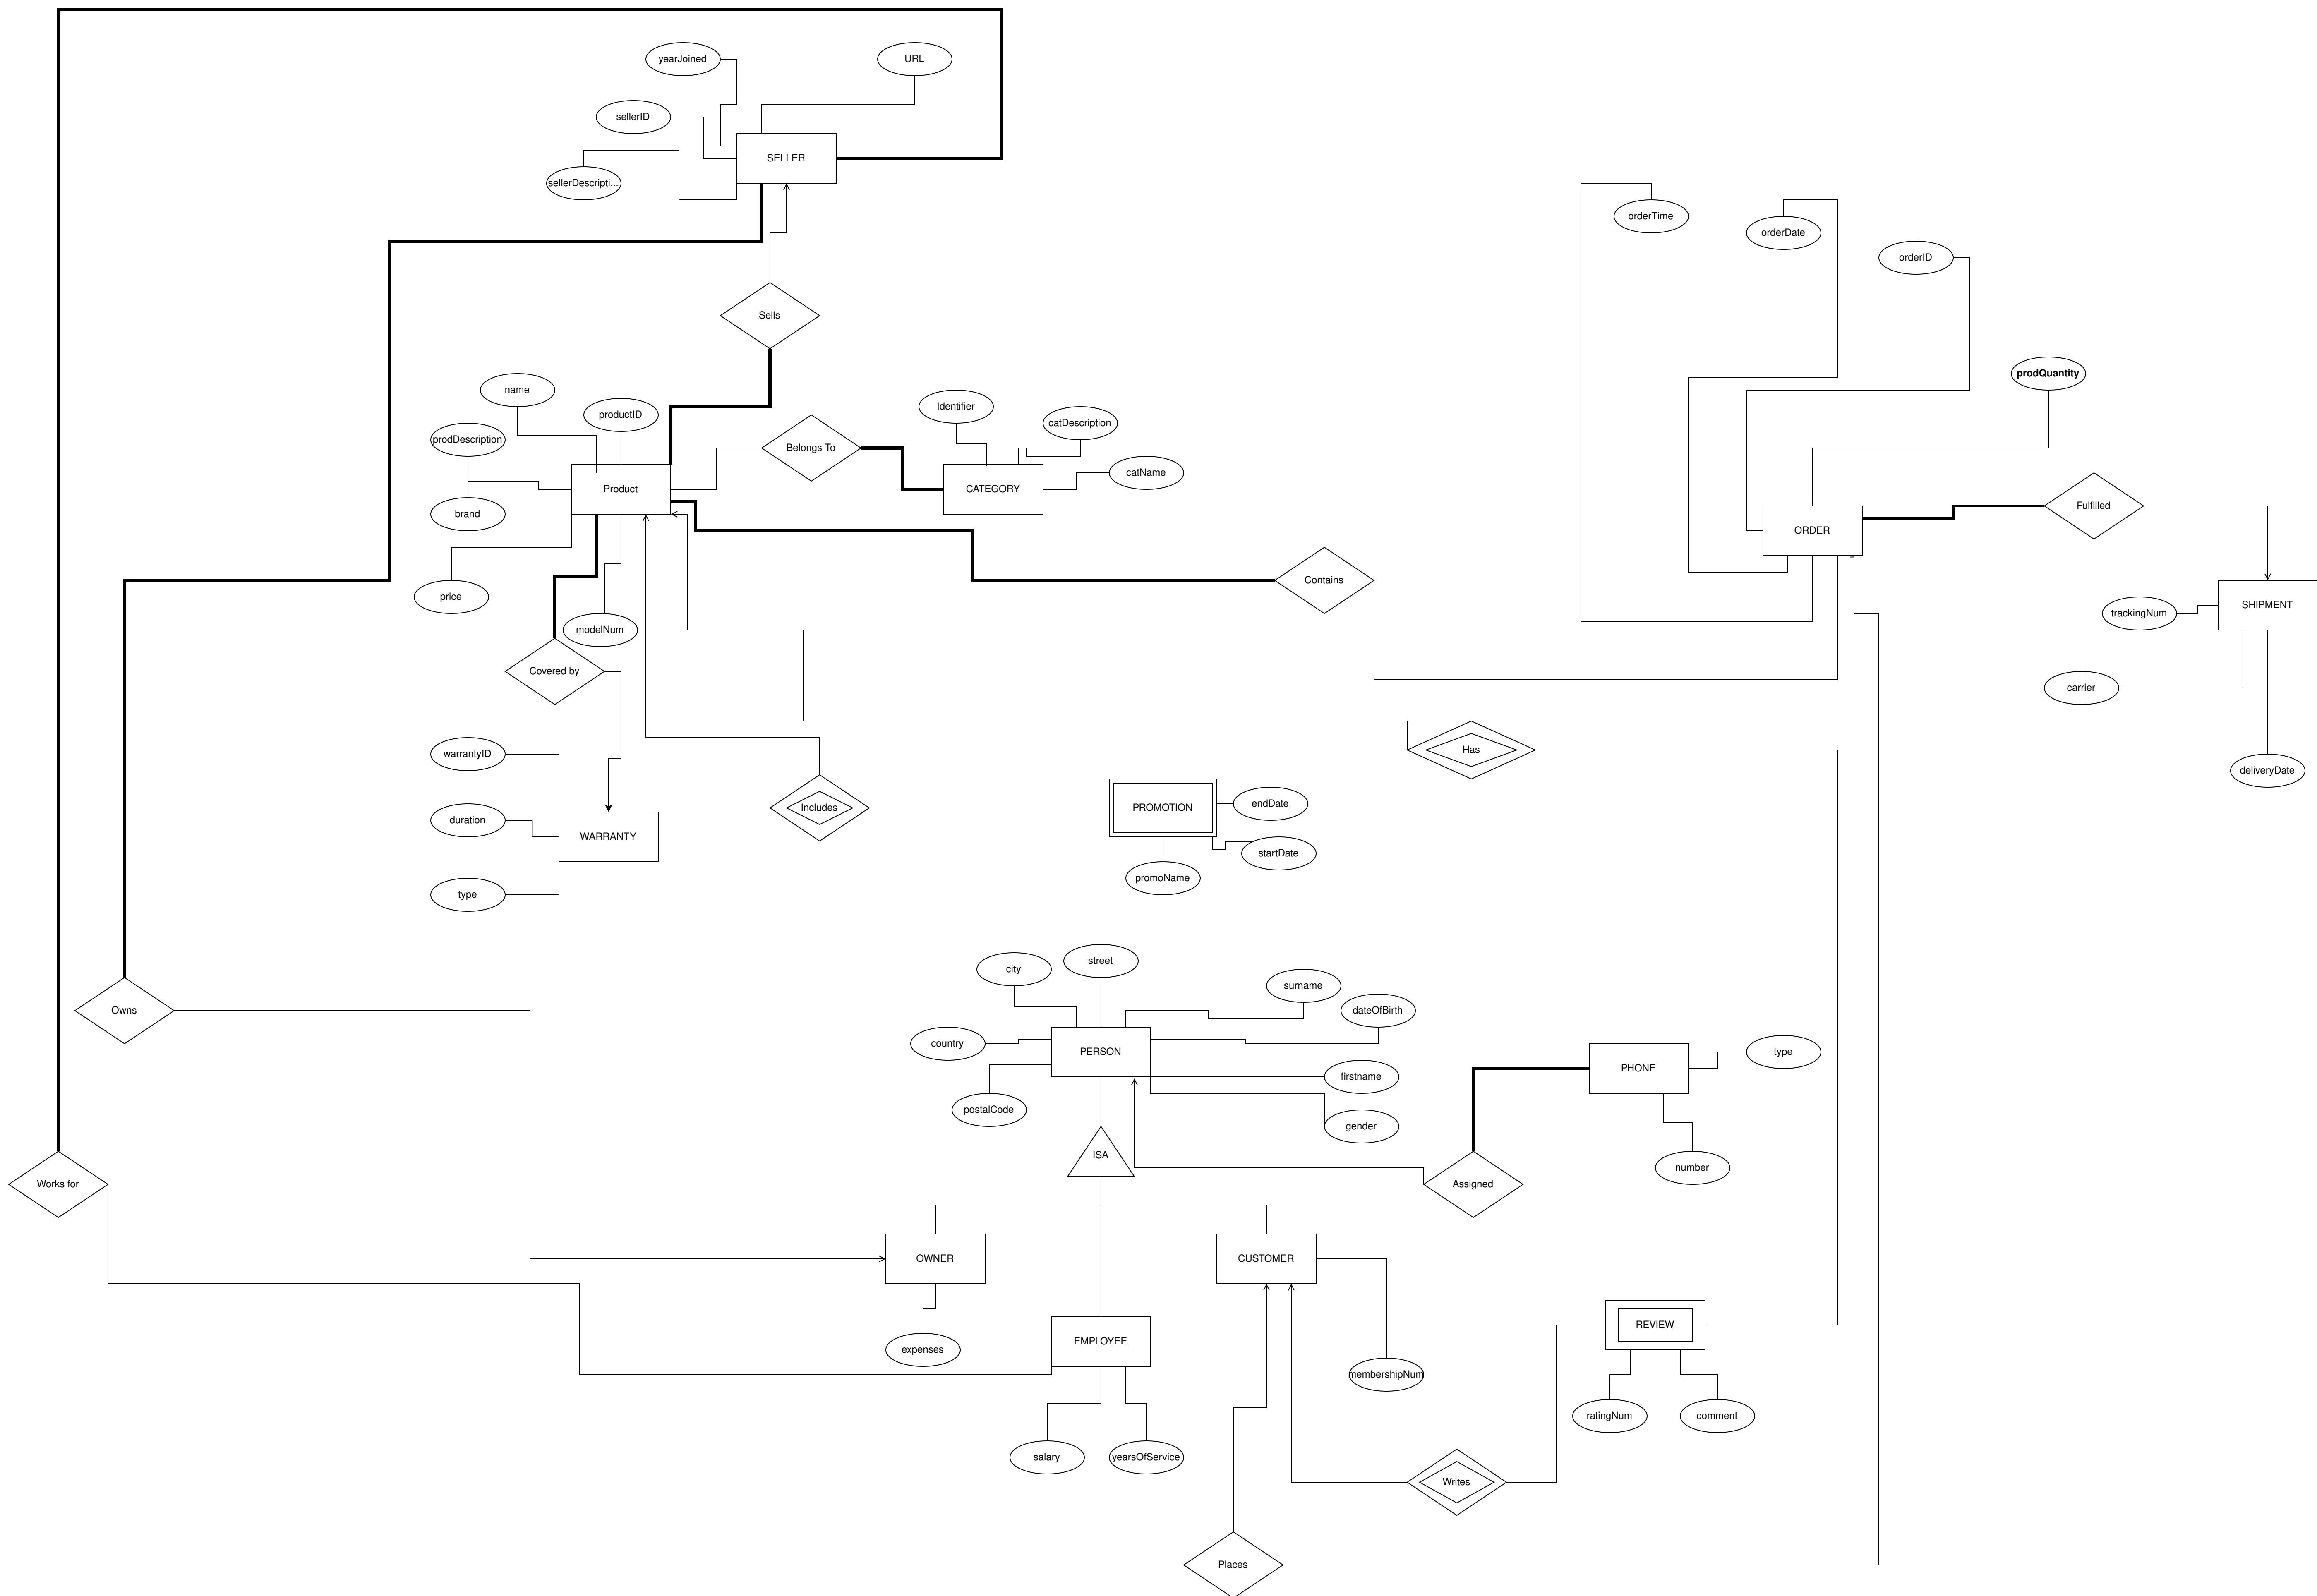 yearJoined
URL
sellerID
SELLER
sellerDescripti...
orderTime
orderDate
orderID
Sells
prodQuantity
name
productID
Identifier
catDescription
prodDescription
Belongs To
catName
Product
CATEGORY
brand
Fulfilled
ORDER
Contains
price
modelNum
trackingNum
SHIPMENT
Covered by
carrier
warrantyID
Has
deliveryDate
duration
WARRANTY
Includes
PROMOTION
endDate
startDate
type
promoName
city
street
surname
dateOfBirth
Owns
country
PERSON
type
PHONE
firstname
postalCode
gender
ISA
number
Works for
Assigned
OWNER
CUSTOMER
EMPLOYEE
expenses
REVIEW
membershipNum
ratingNum
comment
salary
yearsOfService
Writes
Places